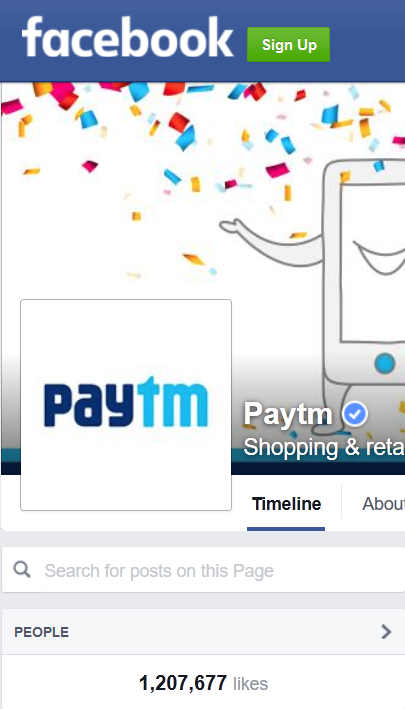 facebook
Sign Up
paytm
Paytm
Shopping & reta
Timeline
Abou
Search for posts on this Page
PEOPLE
1,207,677 likes